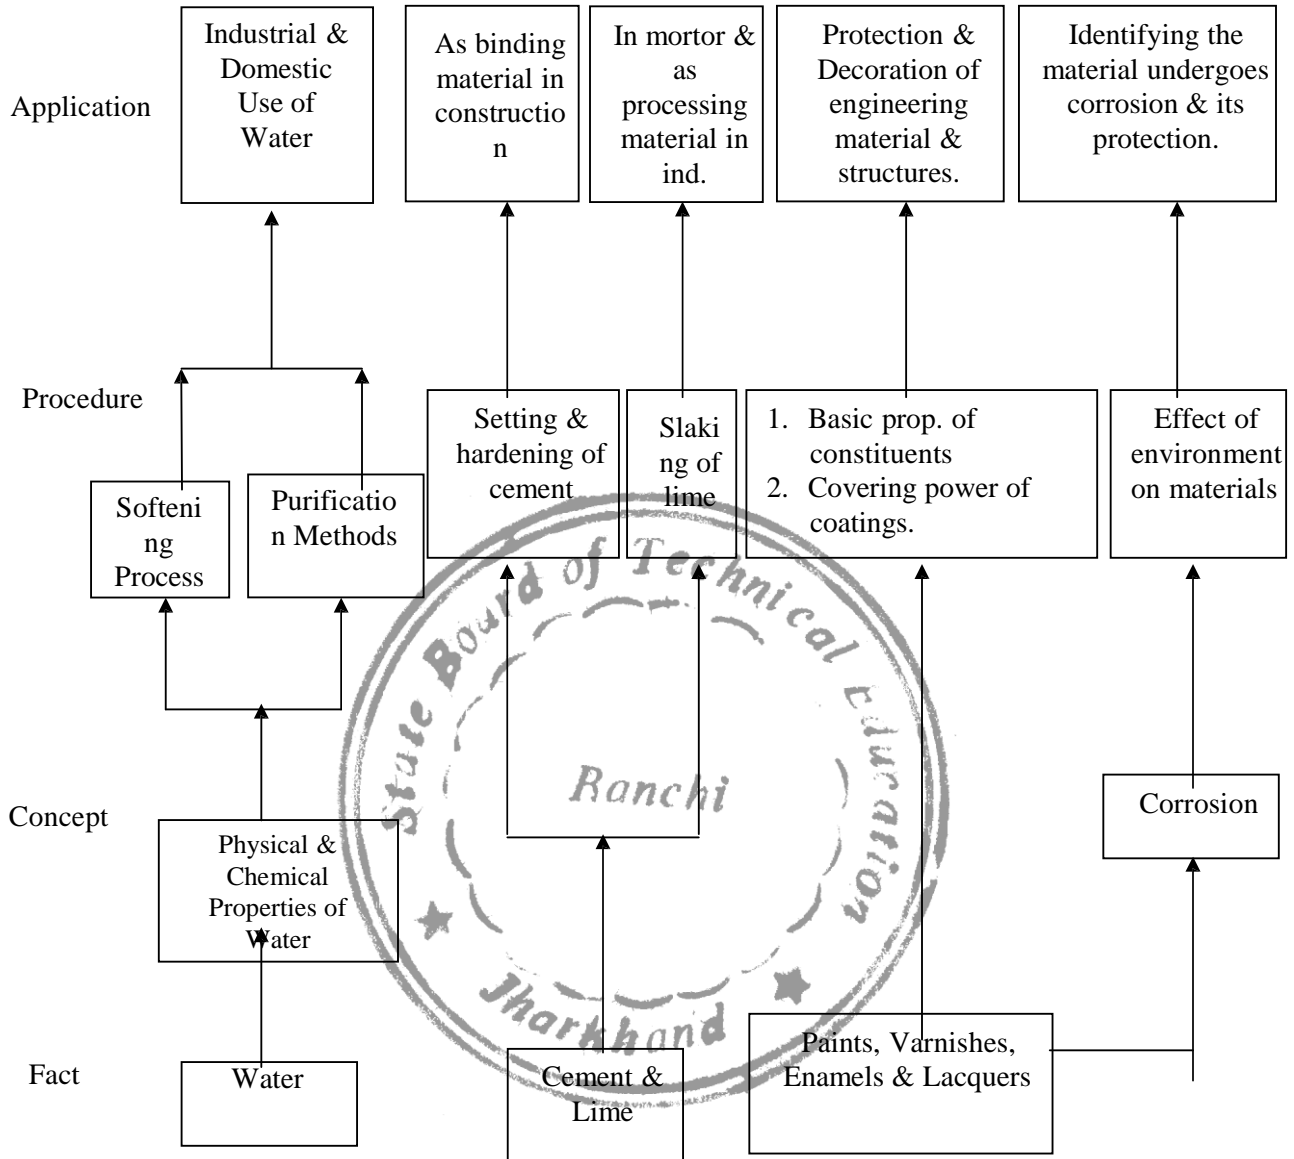 Application
Industrial &
Domestic
Use of
Water
As binding
material in
constructio
n
In mortor &
as
processing
material in
ind.
Protection &
Decoration of
engineering
material &
structures.
Identifying the
material undergoes
corrosion & its
protection.
Procedure
Softeni
ng
Process
Purificatio
n Methods
Setting &
hardening of
cement
Slaki
ng of
lime
1. Basic prop. of
constituents
2. Covering power of
coatings.
Effect of
environment
on materials
Concept
Physical &
Chemical
Properties of
Water
Corrosion
Fact
Water
Cement &
Lime
Paints, Varnishes,
Enamels & Lacquers
State Board of Technical Education
Ranchi
Jharkhand